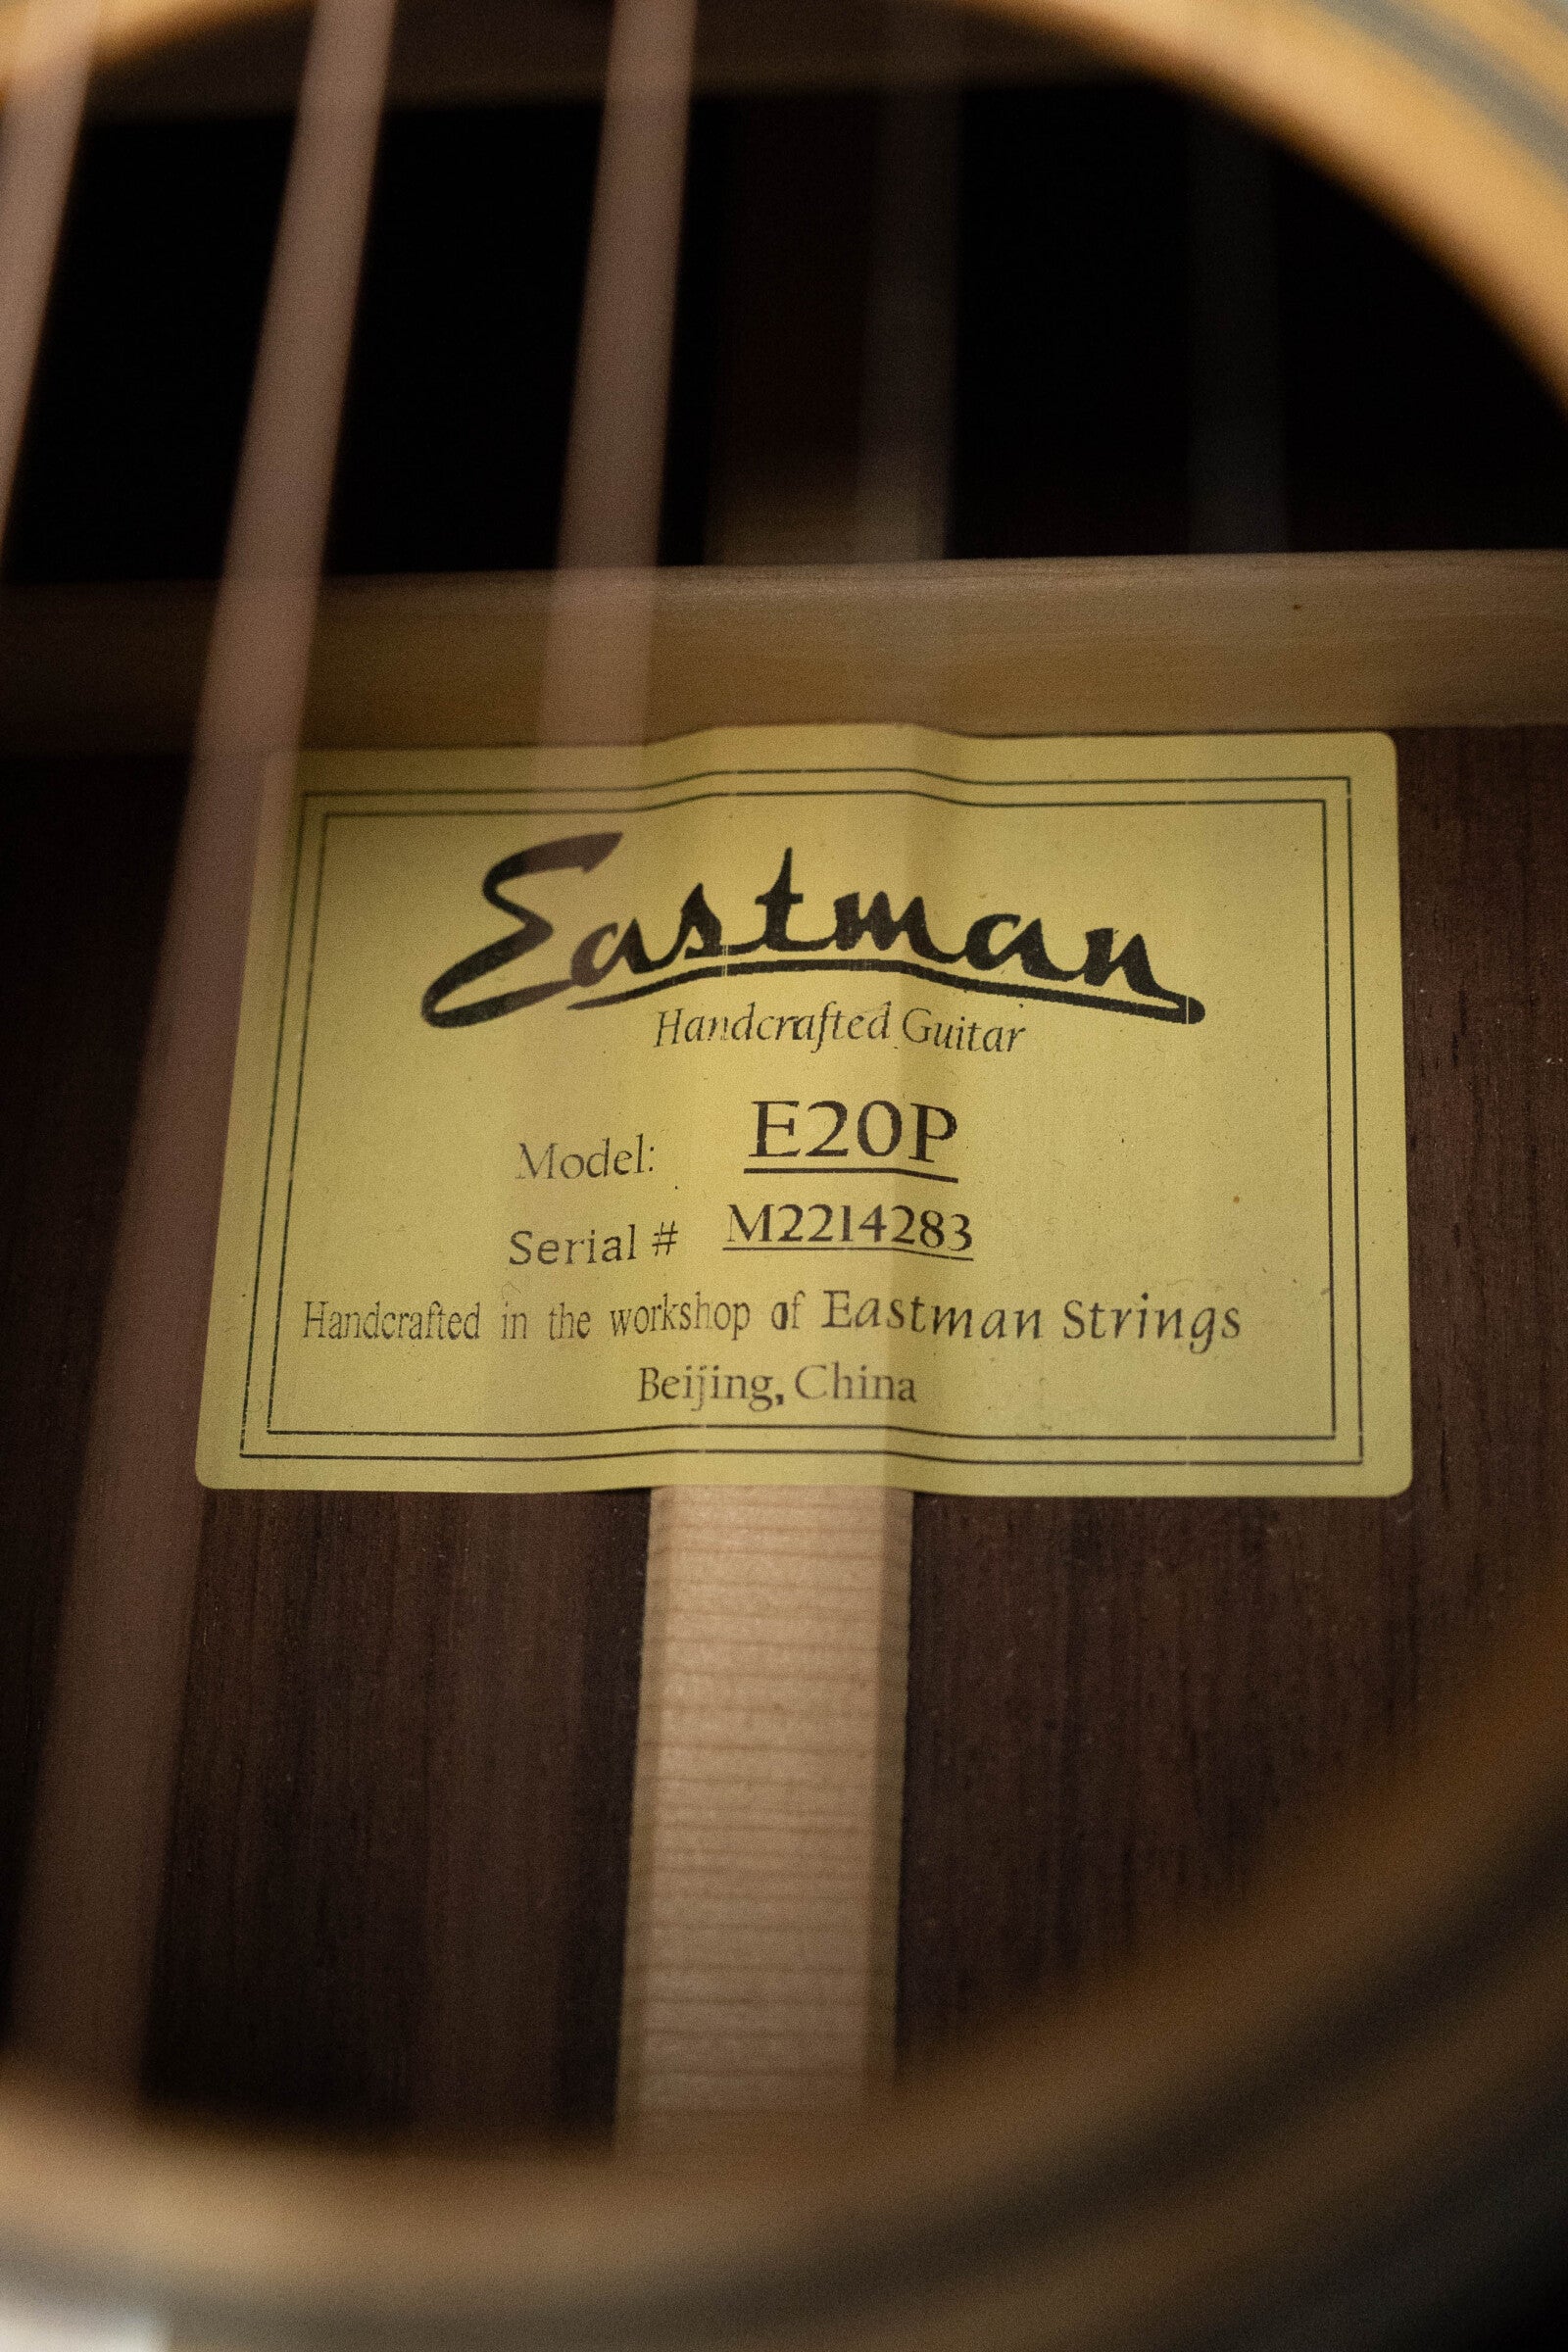 Eastman
Handcrafted Guitar
Model: E20P
Serial # M2214283
Handcrafted in the workshop of Eastman Strings
Beijing, China